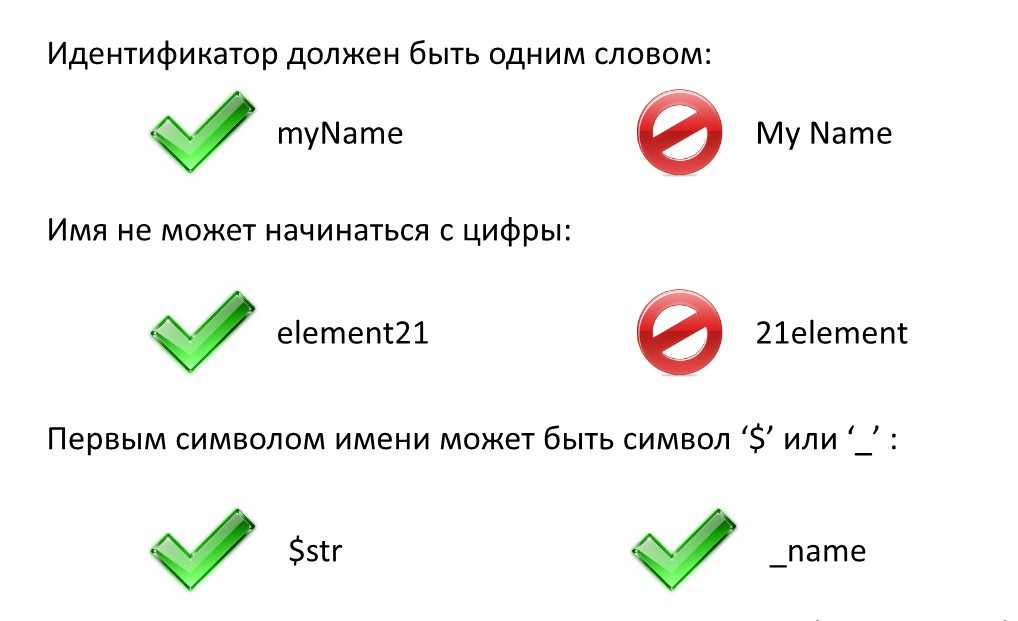 Идентификатор должен быть одним словом:
myName My Name
Имя не может начинаться с цифры:
element21 21element
Первым символом имени может быть символ ‘$’ или ‘_’ :
$str _name